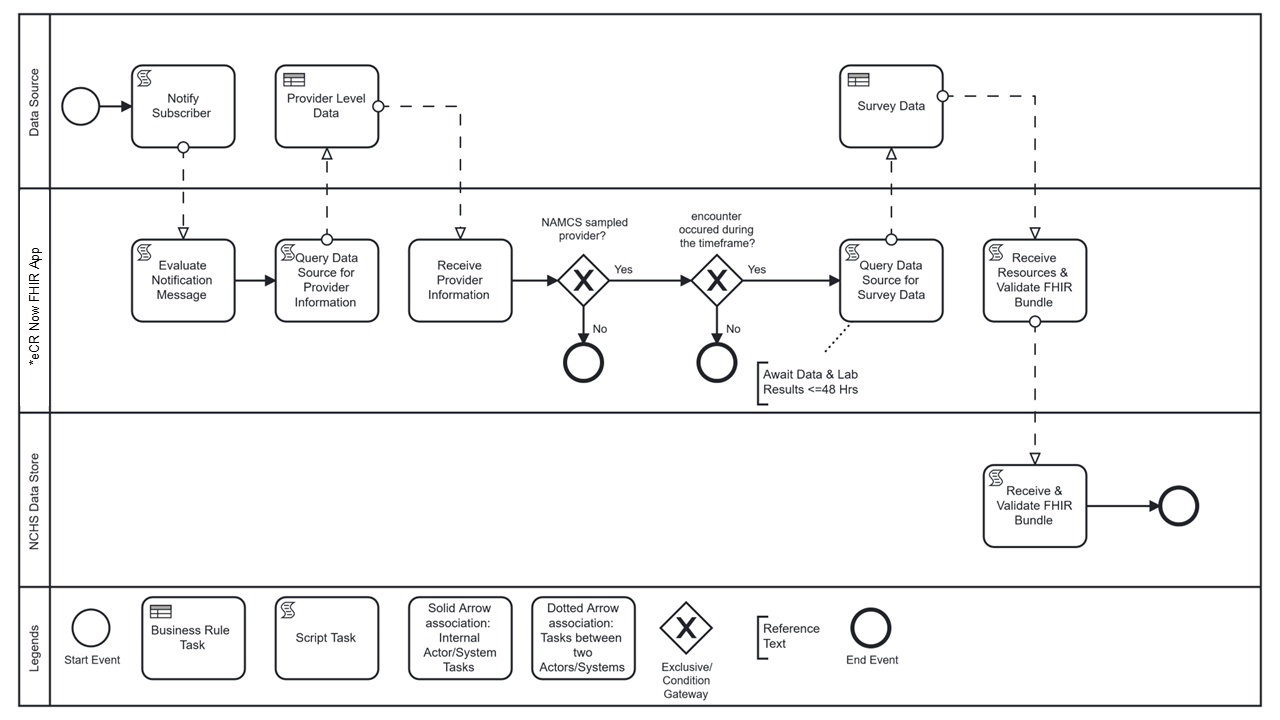 Data Source
Notify
Subscriber
Provider Level
Data
Survey Data
*eCR Now FHIR App
Evaluate
Notification
Message
Query Data
Source for
Provider
Information
Receive
Provider
Information
NAMCS sampled
provider?
Yes
No
encounter
occured during
the timeframe?
Yes
No
Query Data
Source for
Survey Data
Await Data & Lab
Results <=48 Hrs
Receive
Resources &
Validate FHIR
Bundle
NCHS Data Store
Receive &
Validate FHIR
Bundle
Legends
Start Event
Business Rule
Task
Script Task
Solid Arrow
association:
Internal
Actor/System
Tasks
Dotted Arrow
association:
Tasks between
two
Actors/Systems
X
Exclusive/
Condition
Gateway
Reference
Text
End Event